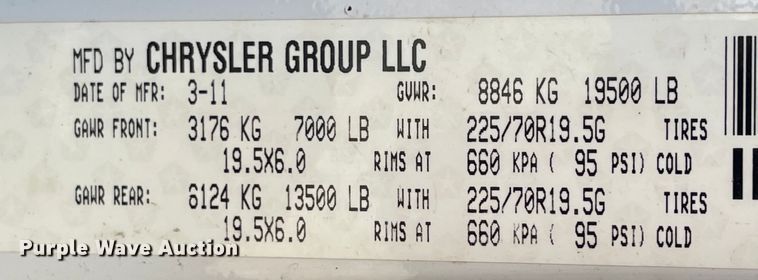 MFD BY CHRYSLER GROUP LLC
DATE OF MFR: 3-11 GVWR: 8846 KG 19500 LB
GAWR FRONT: 3176 KG 7000 LB WITH 225/70R19.5G TIRES
19.5X6.0 RIMS AT 660 KPA ( 95 PSI) COLD
GAWR REAR: 6124 KG 13500 LB WITH 225/70R19.5G TIRES
19.5X6.0 RIMS AT 660 KPA ( 95 PSI) COLD
Purple Wave Auction